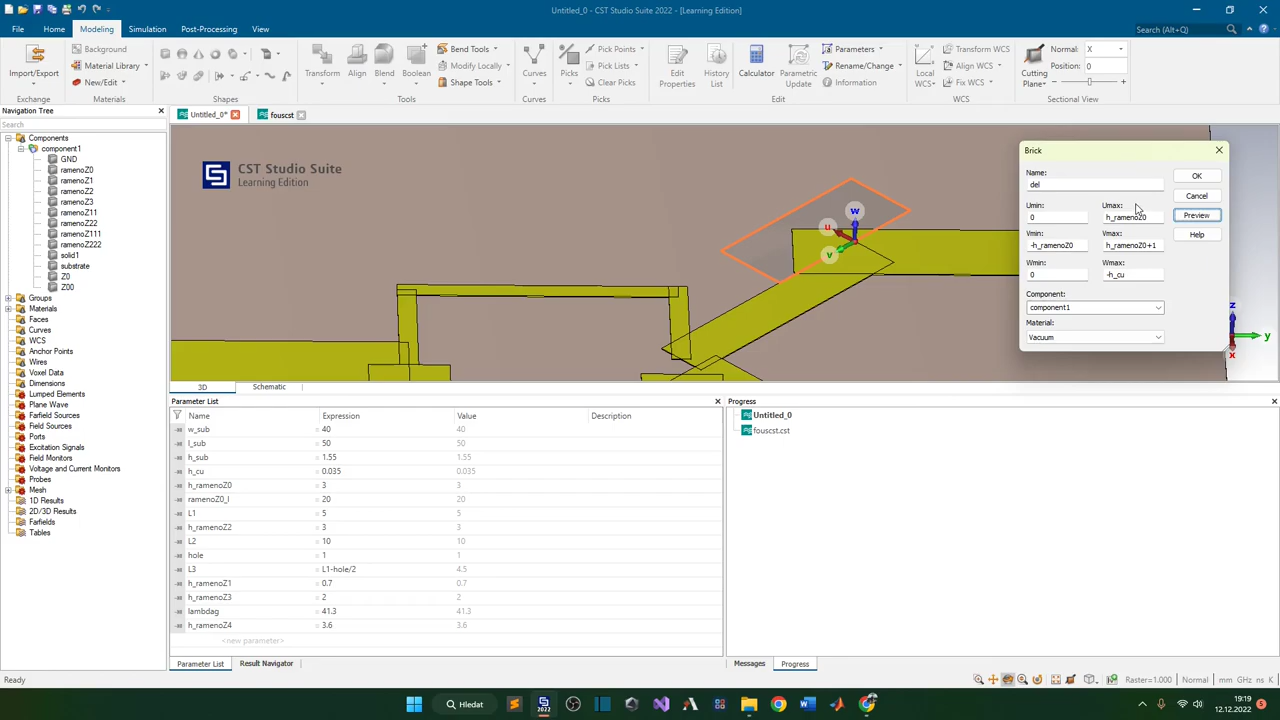 Untitled_0 - CST Studio Suite 2022 - [Learning Edition]
File Home Modeling Simulation Post-Processing View Search (Alt+Q)
Import/Export
Exchange
Background
Material Library
New/Edit
Materials
Shapes
Transform Align Blend Boolean
Bend Tools
Modify Locally
Shape Tools
Tools
Curves
Curves
Picks
Pick Points
Pick Lists
Clear Picks
Picks
Edit Properties
History List
Calculator
Parametric Update
Parameters
Rename/Change
Information
Edit
Local WCS
Transform WCS
Align WCS
Fix WCS
WCS
Cutting Plane
Normal: X
Position: 0
Sectional View
Navigation Tree
Search
Components
component1
GND
ramenoZ0
ramenoZ1
ramenoZ2
ramenoZ3
ramenoZ11
ramenoZ22
ramenoZ111
ramenoZ222
solid1
substrate
Z0
Z00
Groups
Materials
Faces
Curves
WCS
Anchor Points
Wires
Voxel Data
Dimensions
Lumped Elements
Plane Wave
Farfield Sources
Field Sources
Ports
Excitation Signals
Field Monitors
Voltage and Current Monitors
Probes
Mesh
1D Results
2D/3D Results
Farfields
Tables
Untitled_0* fouscst
CST Studio Suite
Learning Edition
w
u
v
z
y
x
Brick
Name:
del
OK
Cancel
Umin: Umax:
0 h_ramenoZ0
Preview
Vmin: Vmax:
Help
-h_ramenoZ0 h_ramenoZ0+1
Wmin: Wmax:
0 -h_cu
Component:
component1
Material:
Vacuum
3D Schematic
Parameter List
Name Expression Value Description
w_sub = 40 40
l_sub = 50 50
h_sub = 1.55 1.55
h_cu = 0.035 0.035
h_ramenoZ0 = 3 3
ramenoZ0_l = 20 20
L1 = 5 5
h_ramenoZ2 = 3 3
L2 = 10 10
hole = 1 1
L3 = L1-hole/2 4.5
h_ramenoZ1 = 0.7 0.7
h_ramenoZ3 = 2 2
lambdag = 41.3 41.3
h_ramenoZ4 = 3.6 3.6
<new parameter>
Parameter List Result Navigator
Progress
Untitled_0
fouscst.cst
Messages Progress
Ready
Raster=1.000 Normal mm GHz ns K
Hledat
19:19
12.12.2022